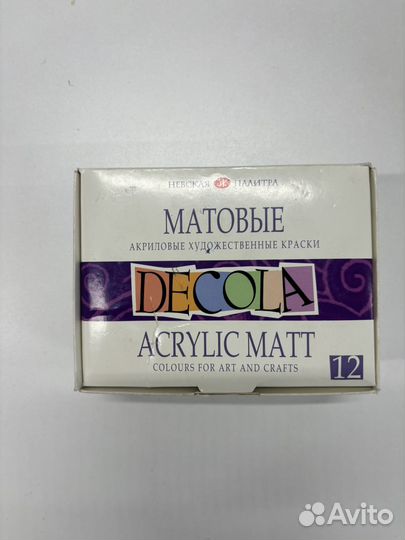 НЕВСКАЯ ПАЛИТРА
МАТОВЫЕ
АКРИЛОВЫЕ ХУДОЖЕСТВЕННЫЕ КРАСКИ
DECOLA
ACRYLIC MATT
COLOURS FOR ART AND CRAFTS
12
Avito